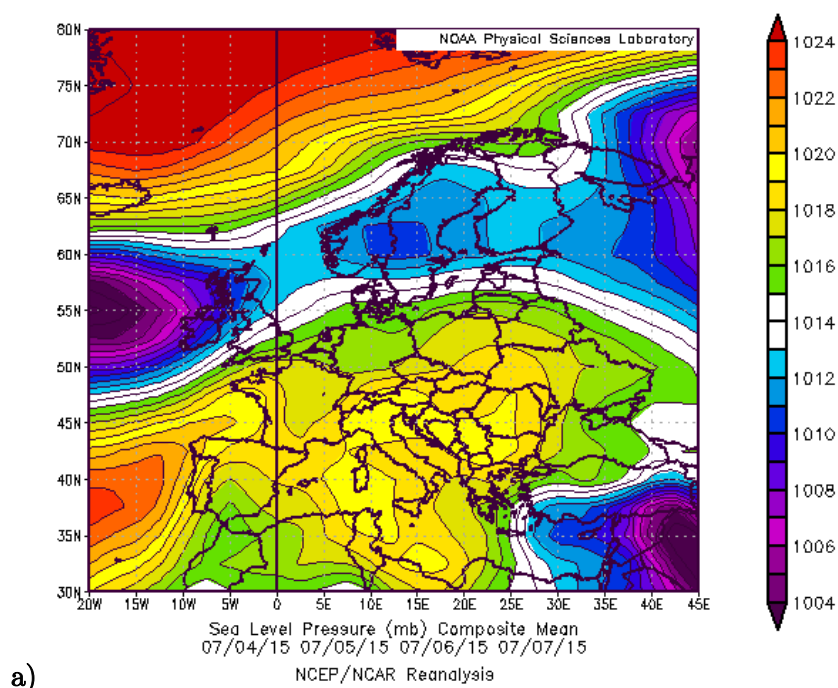 NOAA Physical Sciences Laboratory
80N
75N
70N
65N
60N
55N
50N
45N
40N
35N
30N
20W 15W 10W 5W 0 5E 10E 15E 20E 25E 30E 35E 40E 45E
1024
1022
1020
1018
1016
1014
1012
1010
1008
1006
1004
Sea Level Pressure (mb) Composite Mean
07/04/15 07/05/15 07/06/15 07/07/15
NCEP/NCAR Reanalysis
a)